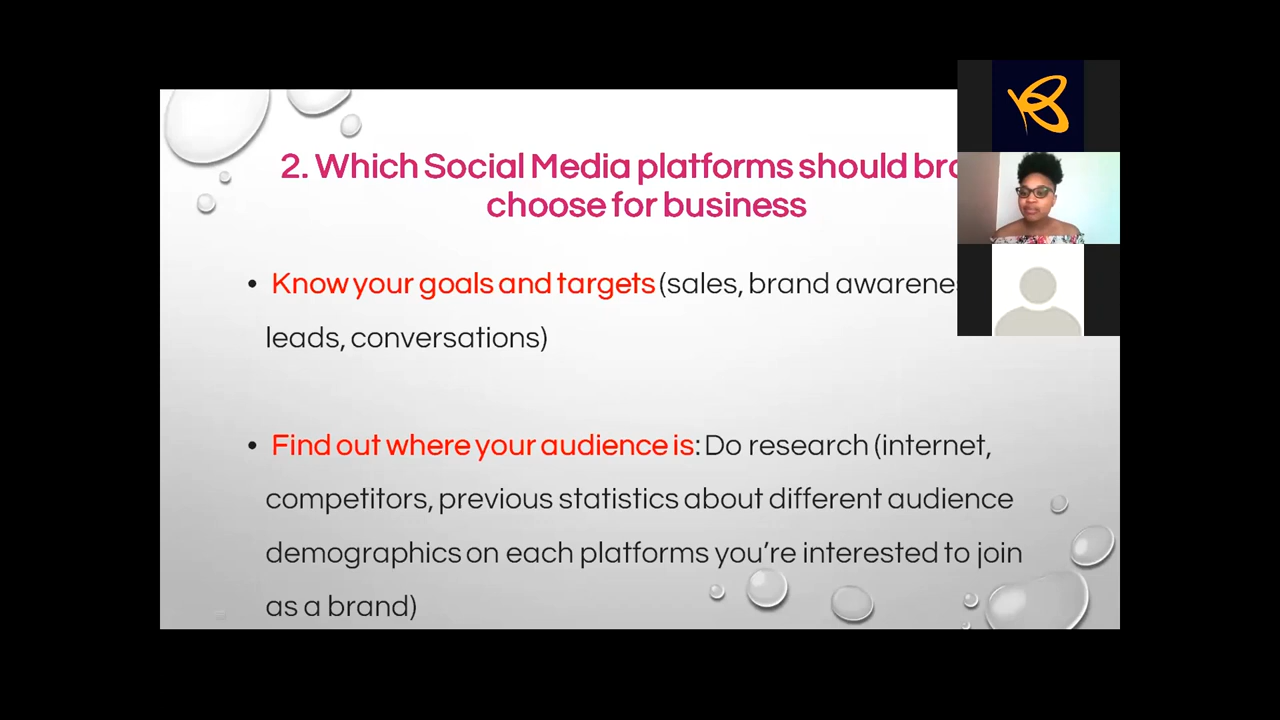 2. Which Social Media platforms should
choose for business
• Know your goals and targets (sales, brand
leads, conversations)
• Find out where your audience is: Do research (internet,
competitors, previous statistics about different audience
demographics on each platforms you’re interested to join
as a brand)